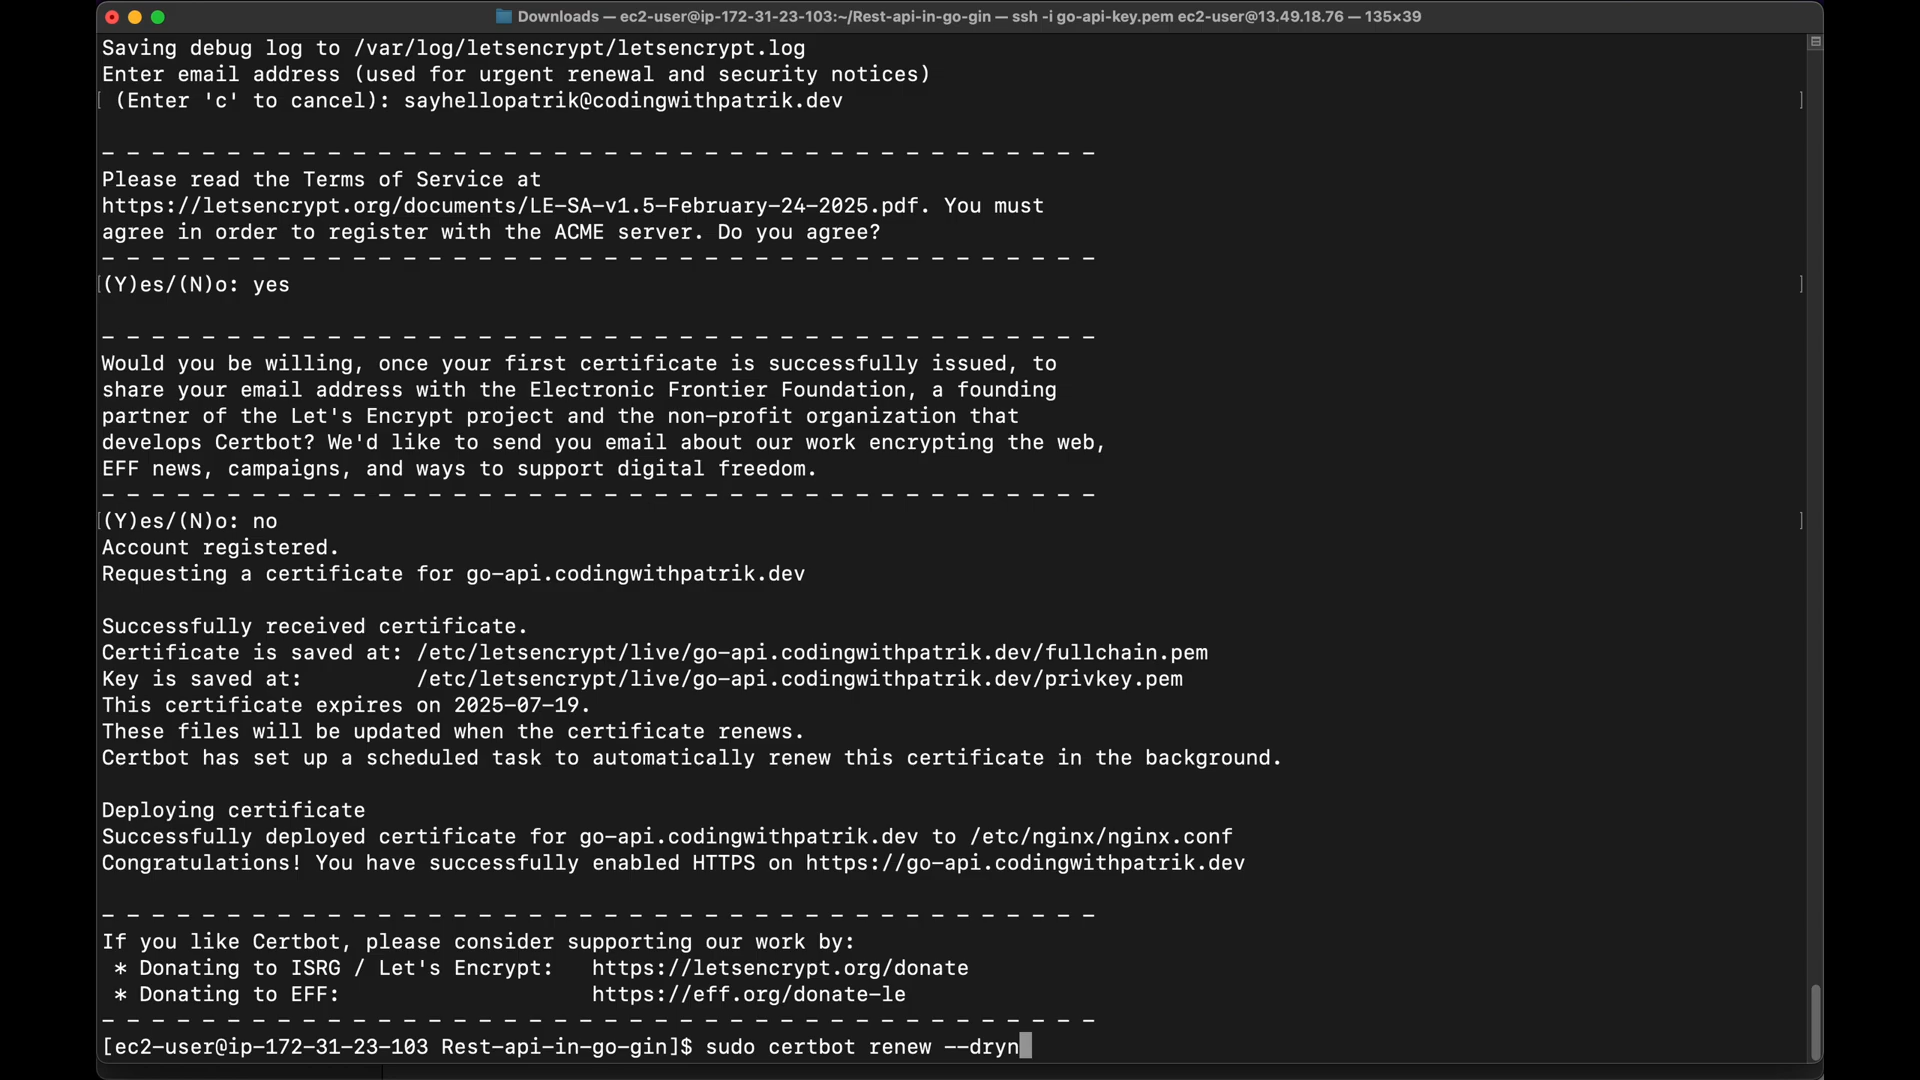 Downloads — ec2-user@ip-172-31-23-103:~/Rest-api-in-go-gin — ssh -i go-api-key.pem ec2-user@13.49.18.76 — 135×39
Saving debug log to /var/log/letsencrypt/letsencrypt.log
Enter email address (used for urgent renewal and security notices)
[ (Enter 'c' to cancel): sayhellopatrik@codingwithpatrik.dev ]
- - - - - - - - - - - - - - - - - - - - - - - - - - - - - - - - - - - - - - - -
Please read the Terms of Service at
https://letsencrypt.org/documents/LE-SA-v1.5-February-24-2025.pdf. You must
agree in order to register with the ACME server. Do you agree?
- - - - - - - - - - - - - - - - - - - - - - - - - - - - - - - - - - - - - - - -
[(Y)es/(N)o: yes ]
- - - - - - - - - - - - - - - - - - - - - - - - - - - - - - - - - - - - - - - -
Would you be willing, once your first certificate is successfully issued, to
share your email address with the Electronic Frontier Foundation, a founding
partner of the Let's Encrypt project and the non-profit organization that
develops Certbot? We'd like to send you email about our work encrypting the web,
EFF news, campaigns, and ways to support digital freedom.
- - - - - - - - - - - - - - - - - - - - - - - - - - - - - - - - - - - - - - - -
[(Y)es/(N)o: no ]
Account registered.
Requesting a certificate for go-api.codingwithpatrik.dev
Successfully received certificate.
Certificate is saved at: /etc/letsencrypt/live/go-api.codingwithpatrik.dev/fullchain.pem
Key is saved at:         /etc/letsencrypt/live/go-api.codingwithpatrik.dev/privkey.pem
This certificate expires on 2025-07-19.
These files will be updated when the certificate renews.
Certbot has set up a scheduled task to automatically renew this certificate in the background.
Deploying certificate
Successfully deployed certificate for go-api.codingwithpatrik.dev to /etc/nginx/nginx.conf
Congratulations! You have successfully enabled HTTPS on https://go-api.codingwithpatrik.dev
- - - - - - - - - - - - - - - - - - - - - - - - - - - - - - - - - - - - - - - -
If you like Certbot, please consider supporting our work by:
 * Donating to ISRG / Let's Encrypt:   https://letsencrypt.org/donate
 * Donating to EFF:                    https://eff.org/donate-le
- - - - - - - - - - - - - - - - - - - - - - - - - - - - - - - - - - - - - - - -
[ec2-user@ip-172-31-23-103 Rest-api-in-go-gin]$ sudo certbot renew --dryn